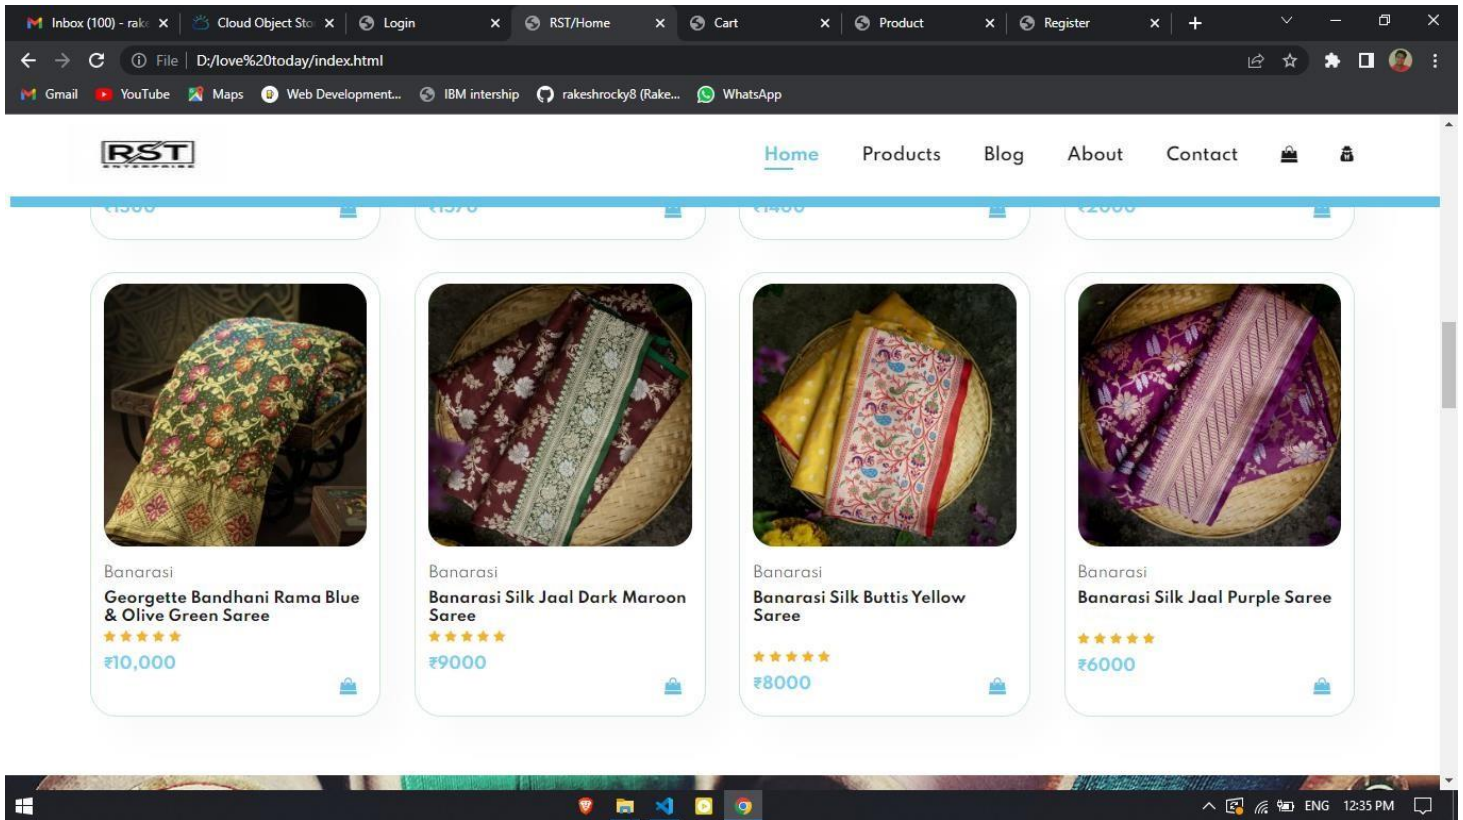 Inbox (100) - rak
Cloud Object Sto
Login
RST/Home
Cart
Product
Register
File
D:/love%20today/index.html
Gmail
YouTube
Maps
Web Development...
IBM intership
rakeshrocky8 (Rake...
WhatsApp
RST
ENTERPRISE
Home
Products
Blog
About
Contact
Banarasi
Georgette Bandhani Rama Blue
& Olive Green Saree
₹10,000
Banarasi
Banarasi Silk Jaal Dark Maroon
Saree
₹9000
Banarasi
Banarasi Silk Buttis Yellow
Saree
₹8000
Banarasi
Banarasi Silk Jaal Purple Saree
₹6000
ENG
12:35 PM